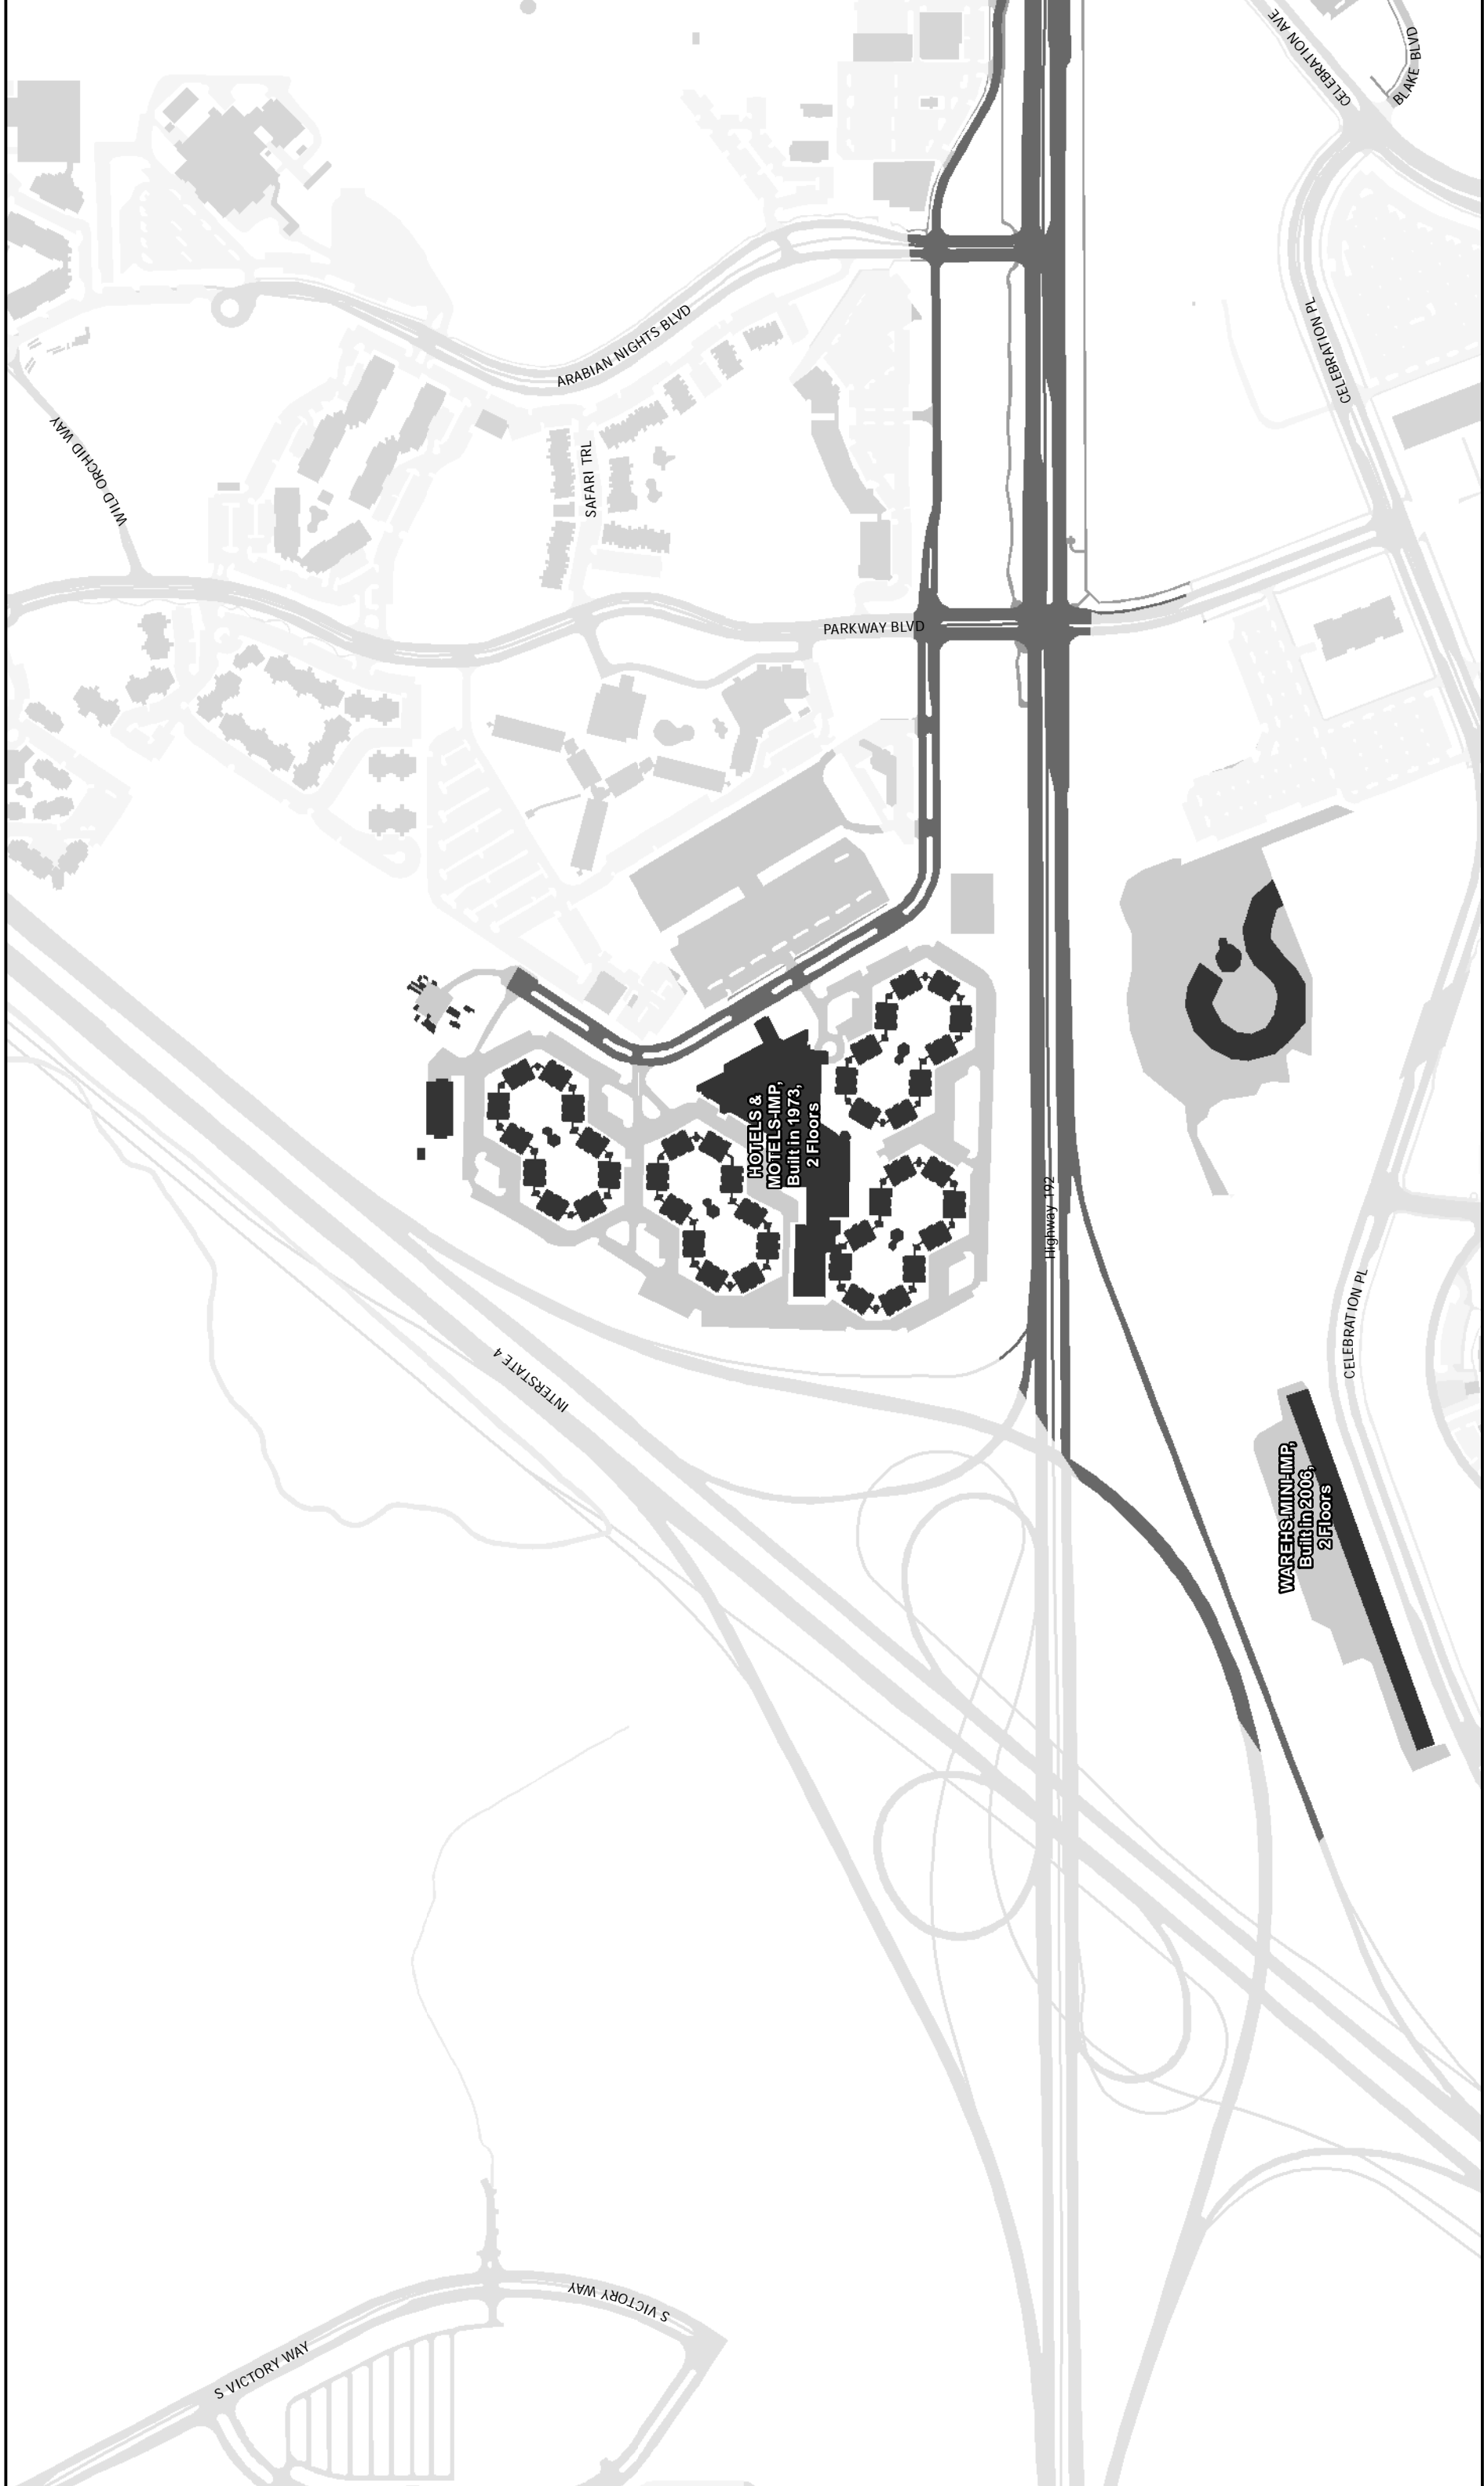 CELEBRATION AVE
BLAKE BLVD
ARABIAN NIGHTS BLVD
CELEBRATION PL
WILD ORCHID WAY
SAFARI TRL
PARKWAY BLVD
HOTELS &
MOTELS-IMP,
Built in 1973,
2 Floors
Highway 192
CELEBRATION PL
INTERSTATE 4
WAREHS.MINI-IMP,
Built in 2006,
2 Floors
S VICTORY WAY
S VICTORY WAY